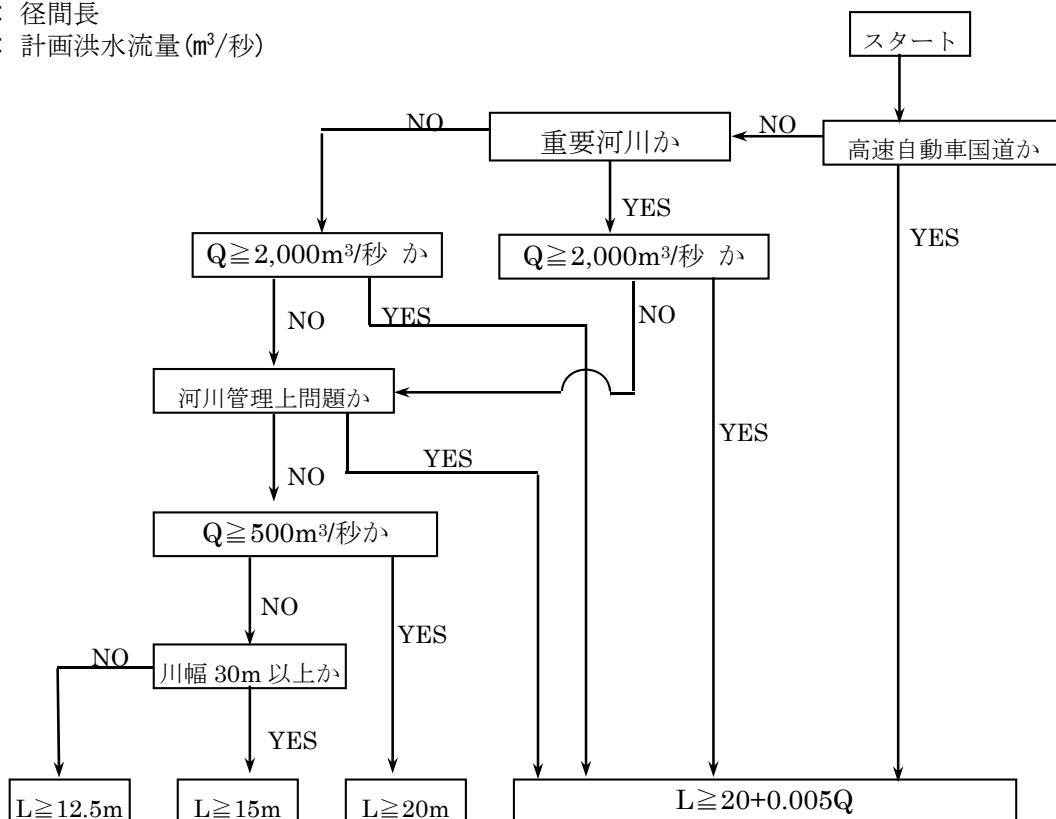 ： 径間長
： 計画洪水流量(㎥/秒)
スタート
高速自動車国道か
NO
重要河川か
NO
YES
YES
Q≧2,000m³/秒 か
Q≧2,000m³/秒 か
NO
YES
NO
河川管理上問題か
YES
YES
NO
Q≧500m³/秒か
NO
YES
川幅 30m 以上か
NO
YES
L≧12.5m
L≧15m
L≧20m
L≧20+0.005Q